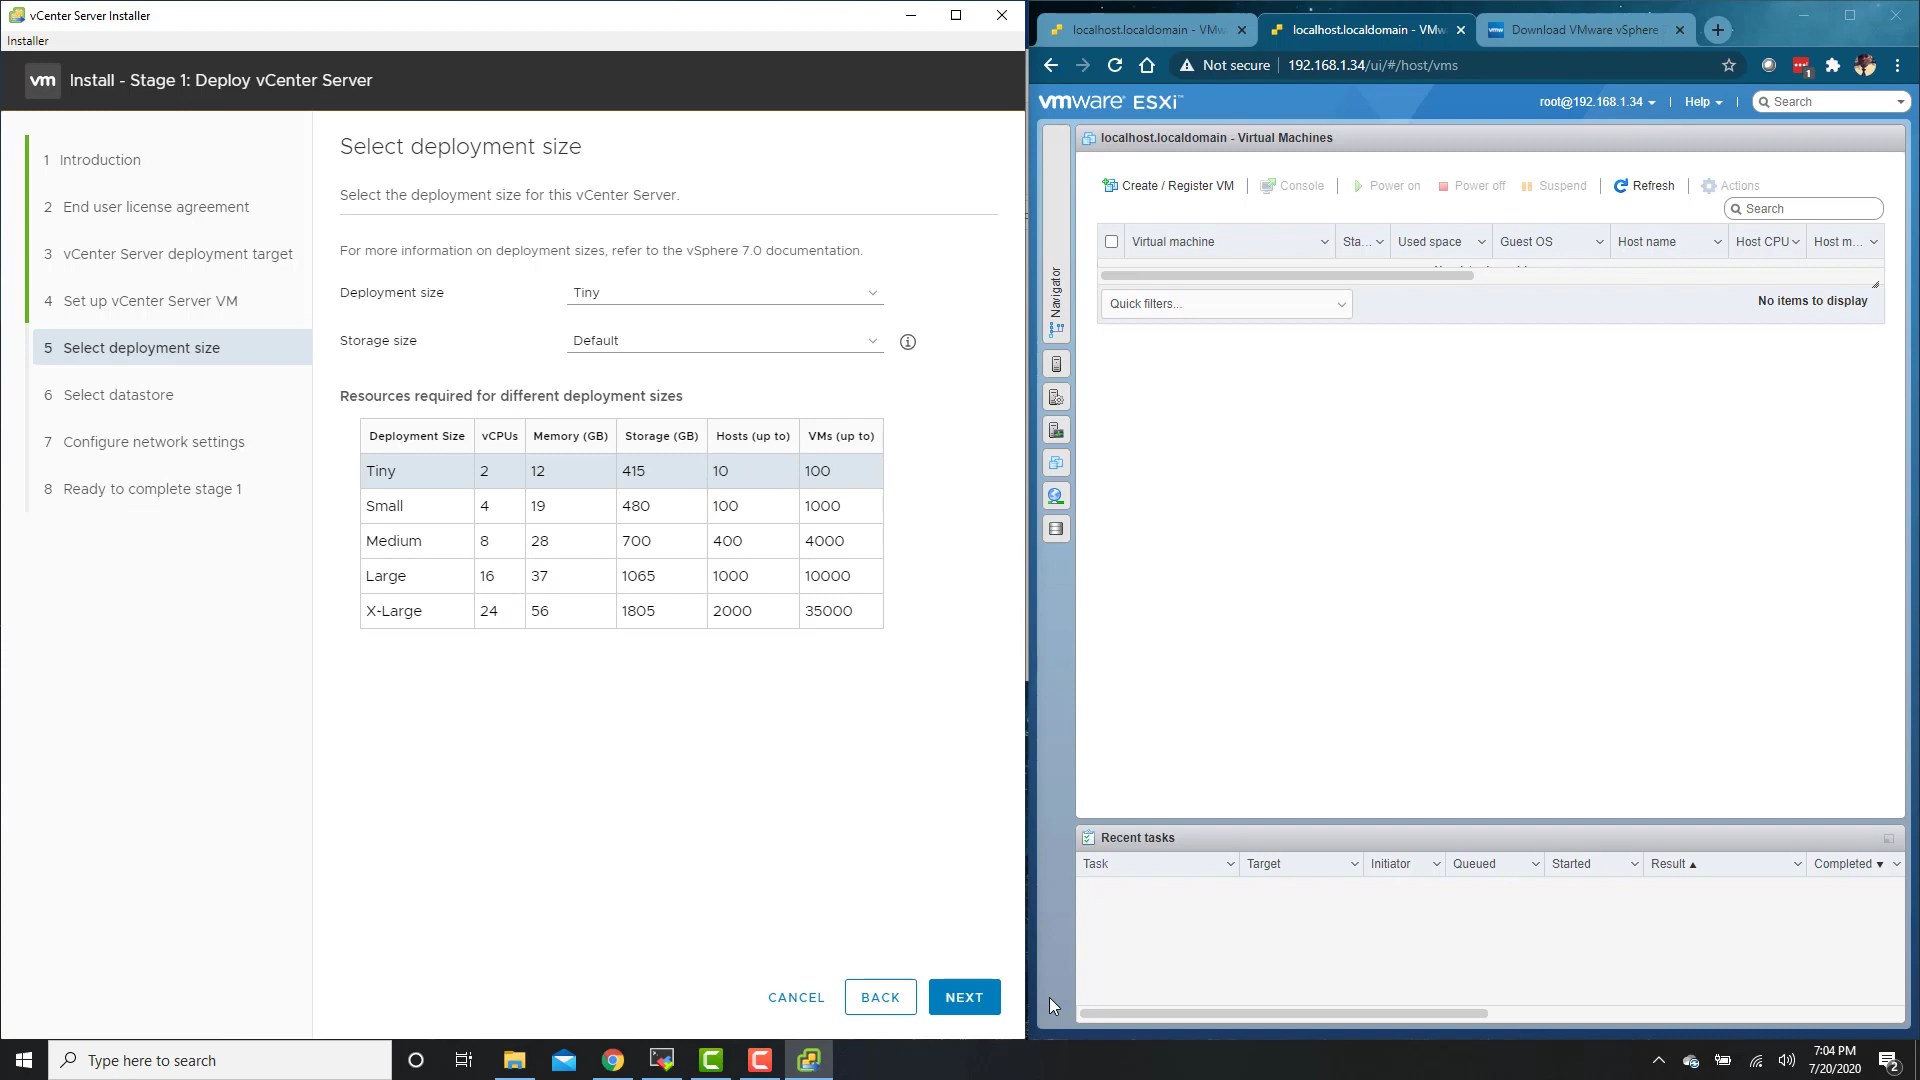 vCenter Server Installer
Installer
vm Install - Stage 1: Deploy vCenter Server
1 Introduction
2 End user license agreement
3 vCenter Server deployment target
4 Set up vCenter Server VM
5 Select deployment size
6 Select datastore
7 Configure network settings
8 Ready to complete stage 1
Select deployment size
Select the deployment size for this vCenter Server.
For more information on deployment sizes, refer to the vSphere 7.0 documentation.
Deployment size Tiny
Storage size Default
Resources required for different deployment sizes
Deployment Size vCPUs Memory (GB) Storage (GB) Hosts (up to) VMs (up to)
Tiny 2 12 415 10 100
Small 4 19 480 100 1000
Medium 8 28 700 400 4000
Large 16 37 1065 1000 10000
X-Large 24 56 1805 2000 35000
CANCEL BACK NEXT
localhost.localdomain - VMw localhost.localdomain - VMw vmw Download VMware vSphere
Not secure 192.168.1.34/ui/#/host/vms
1
vmware ESXi™ root@192.168.1.34 Help Search
Navigator
localhost.localdomain - Virtual Machines
Create / Register VM Console Power on Power off Suspend Refresh Actions
Search
Virtual machine Sta... Used space Guest OS Host name Host CPU Host m...
Quick filters... No items to display
Recent tasks
Task Target Initiator Queued Started Result Completed
Type here to search
7:04 PM
7/20/2020
2